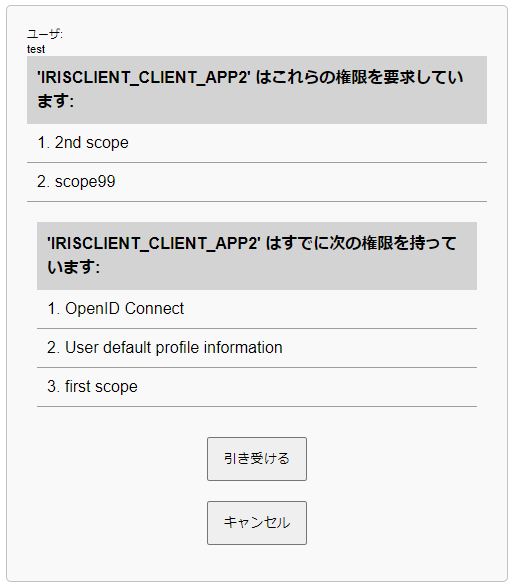 ユーザ:
test
'IRISCLIENT_CLIENT_APP2' はこれらの権限を要求してい
ます:
1. 2nd scope
2. scope99
'IRISCLIENT_CLIENT_APP2' はすでに次の権限を持って
います:
1. OpenID Connect
2. User default profile information
3. first scope
引き受ける
キャンセル